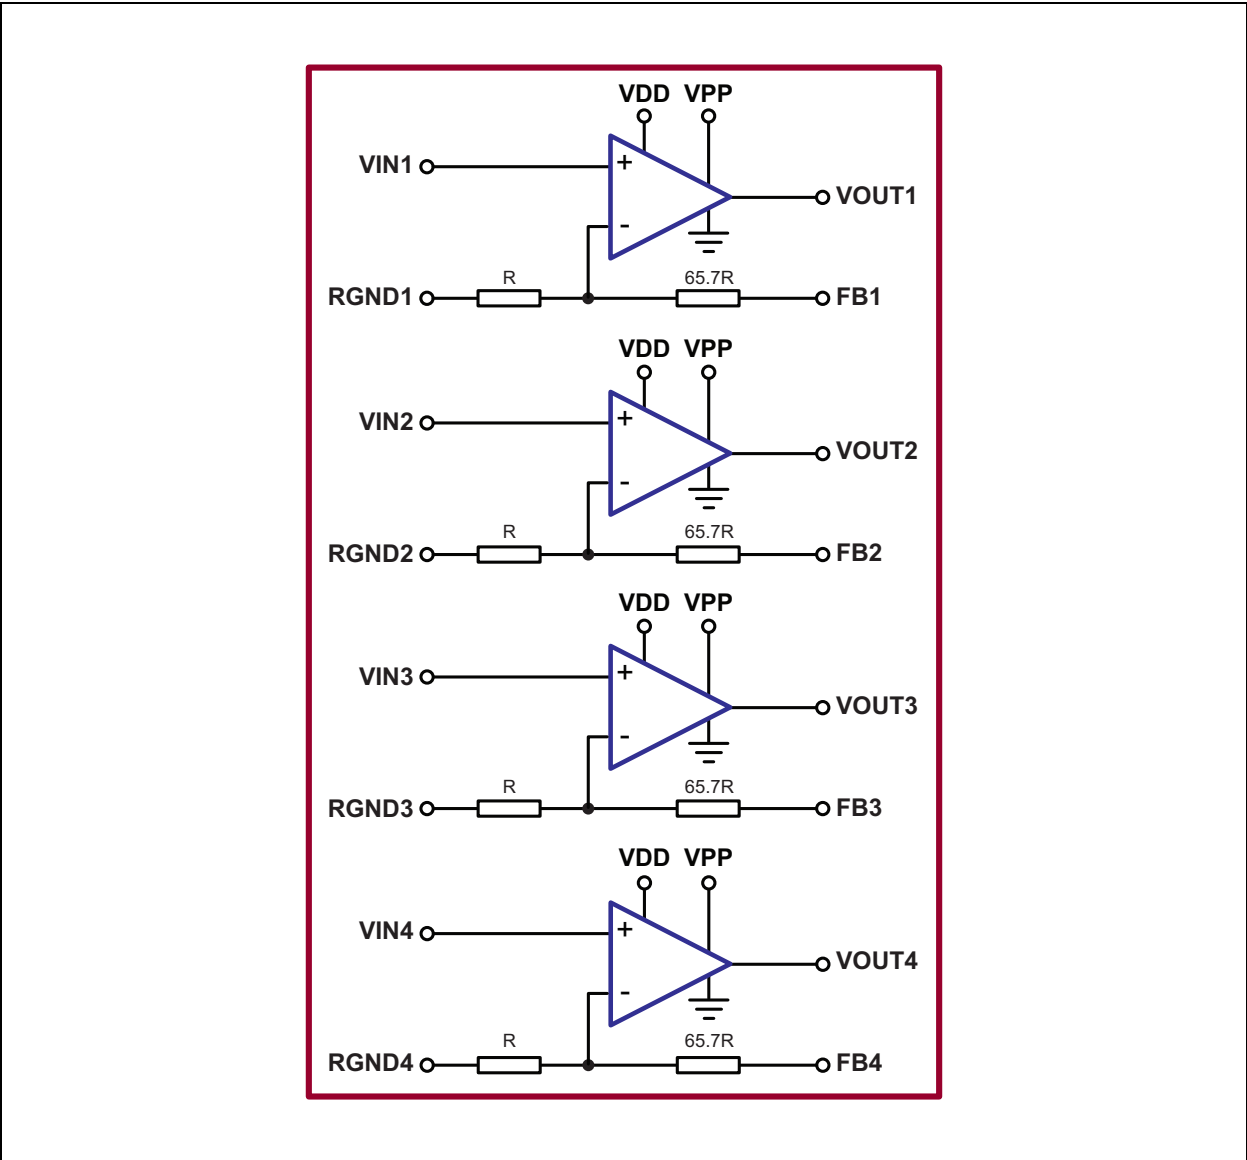 VDD VPP
VIN1
+
VOUT1
-
R 65.7R
RGND1 FB1
VDD VPP
VIN2
+
VOUT2
-
R 65.7R
RGND2 FB2
VDD VPP
VIN3
+
VOUT3
-
R 65.7R
RGND3 FB3
VDD VPP
VIN4
+
VOUT4
-
R 65.7R
RGND4 FB4